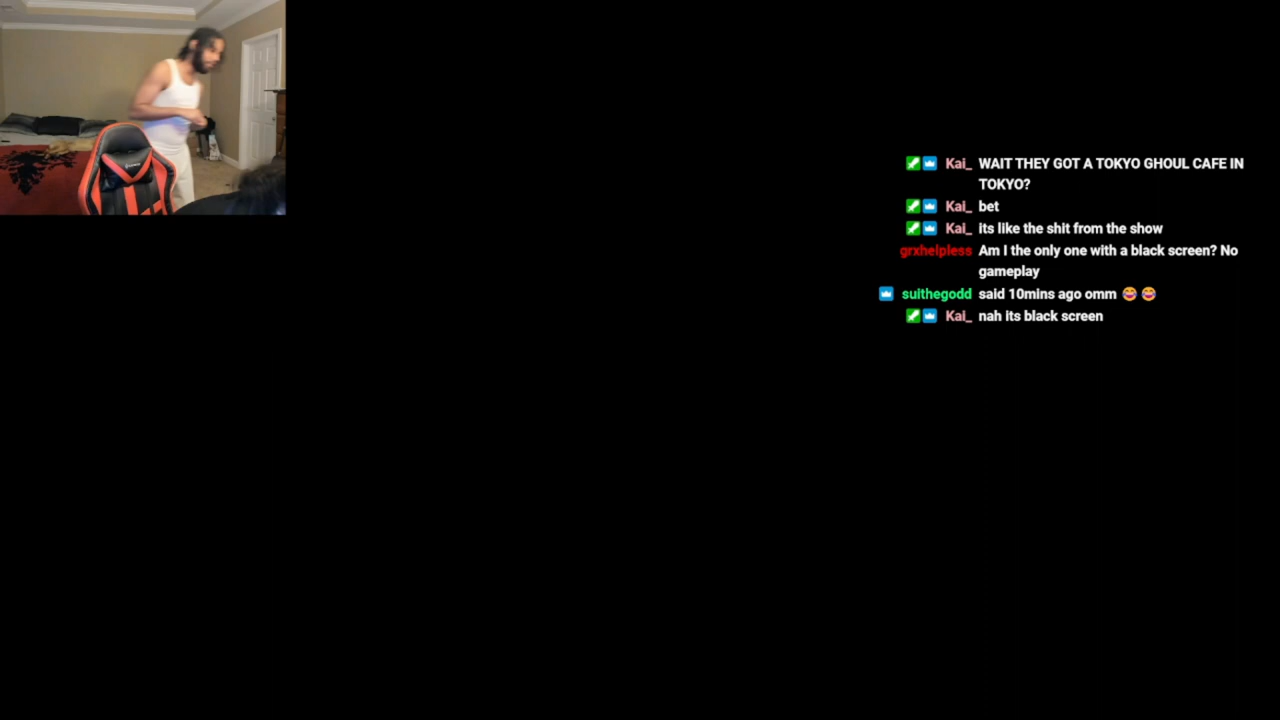 Kai_ WAIT THEY GOT A TOKYO GHOUL CAFE IN
TOKYO?
Kai_ bet
Kai_ its like the shit from the show
grxhelpless Am I the only one with a black screen? No
gameplay
suithegodd said 10mins ago omm 😂 😂
Kai_ nah its black screen